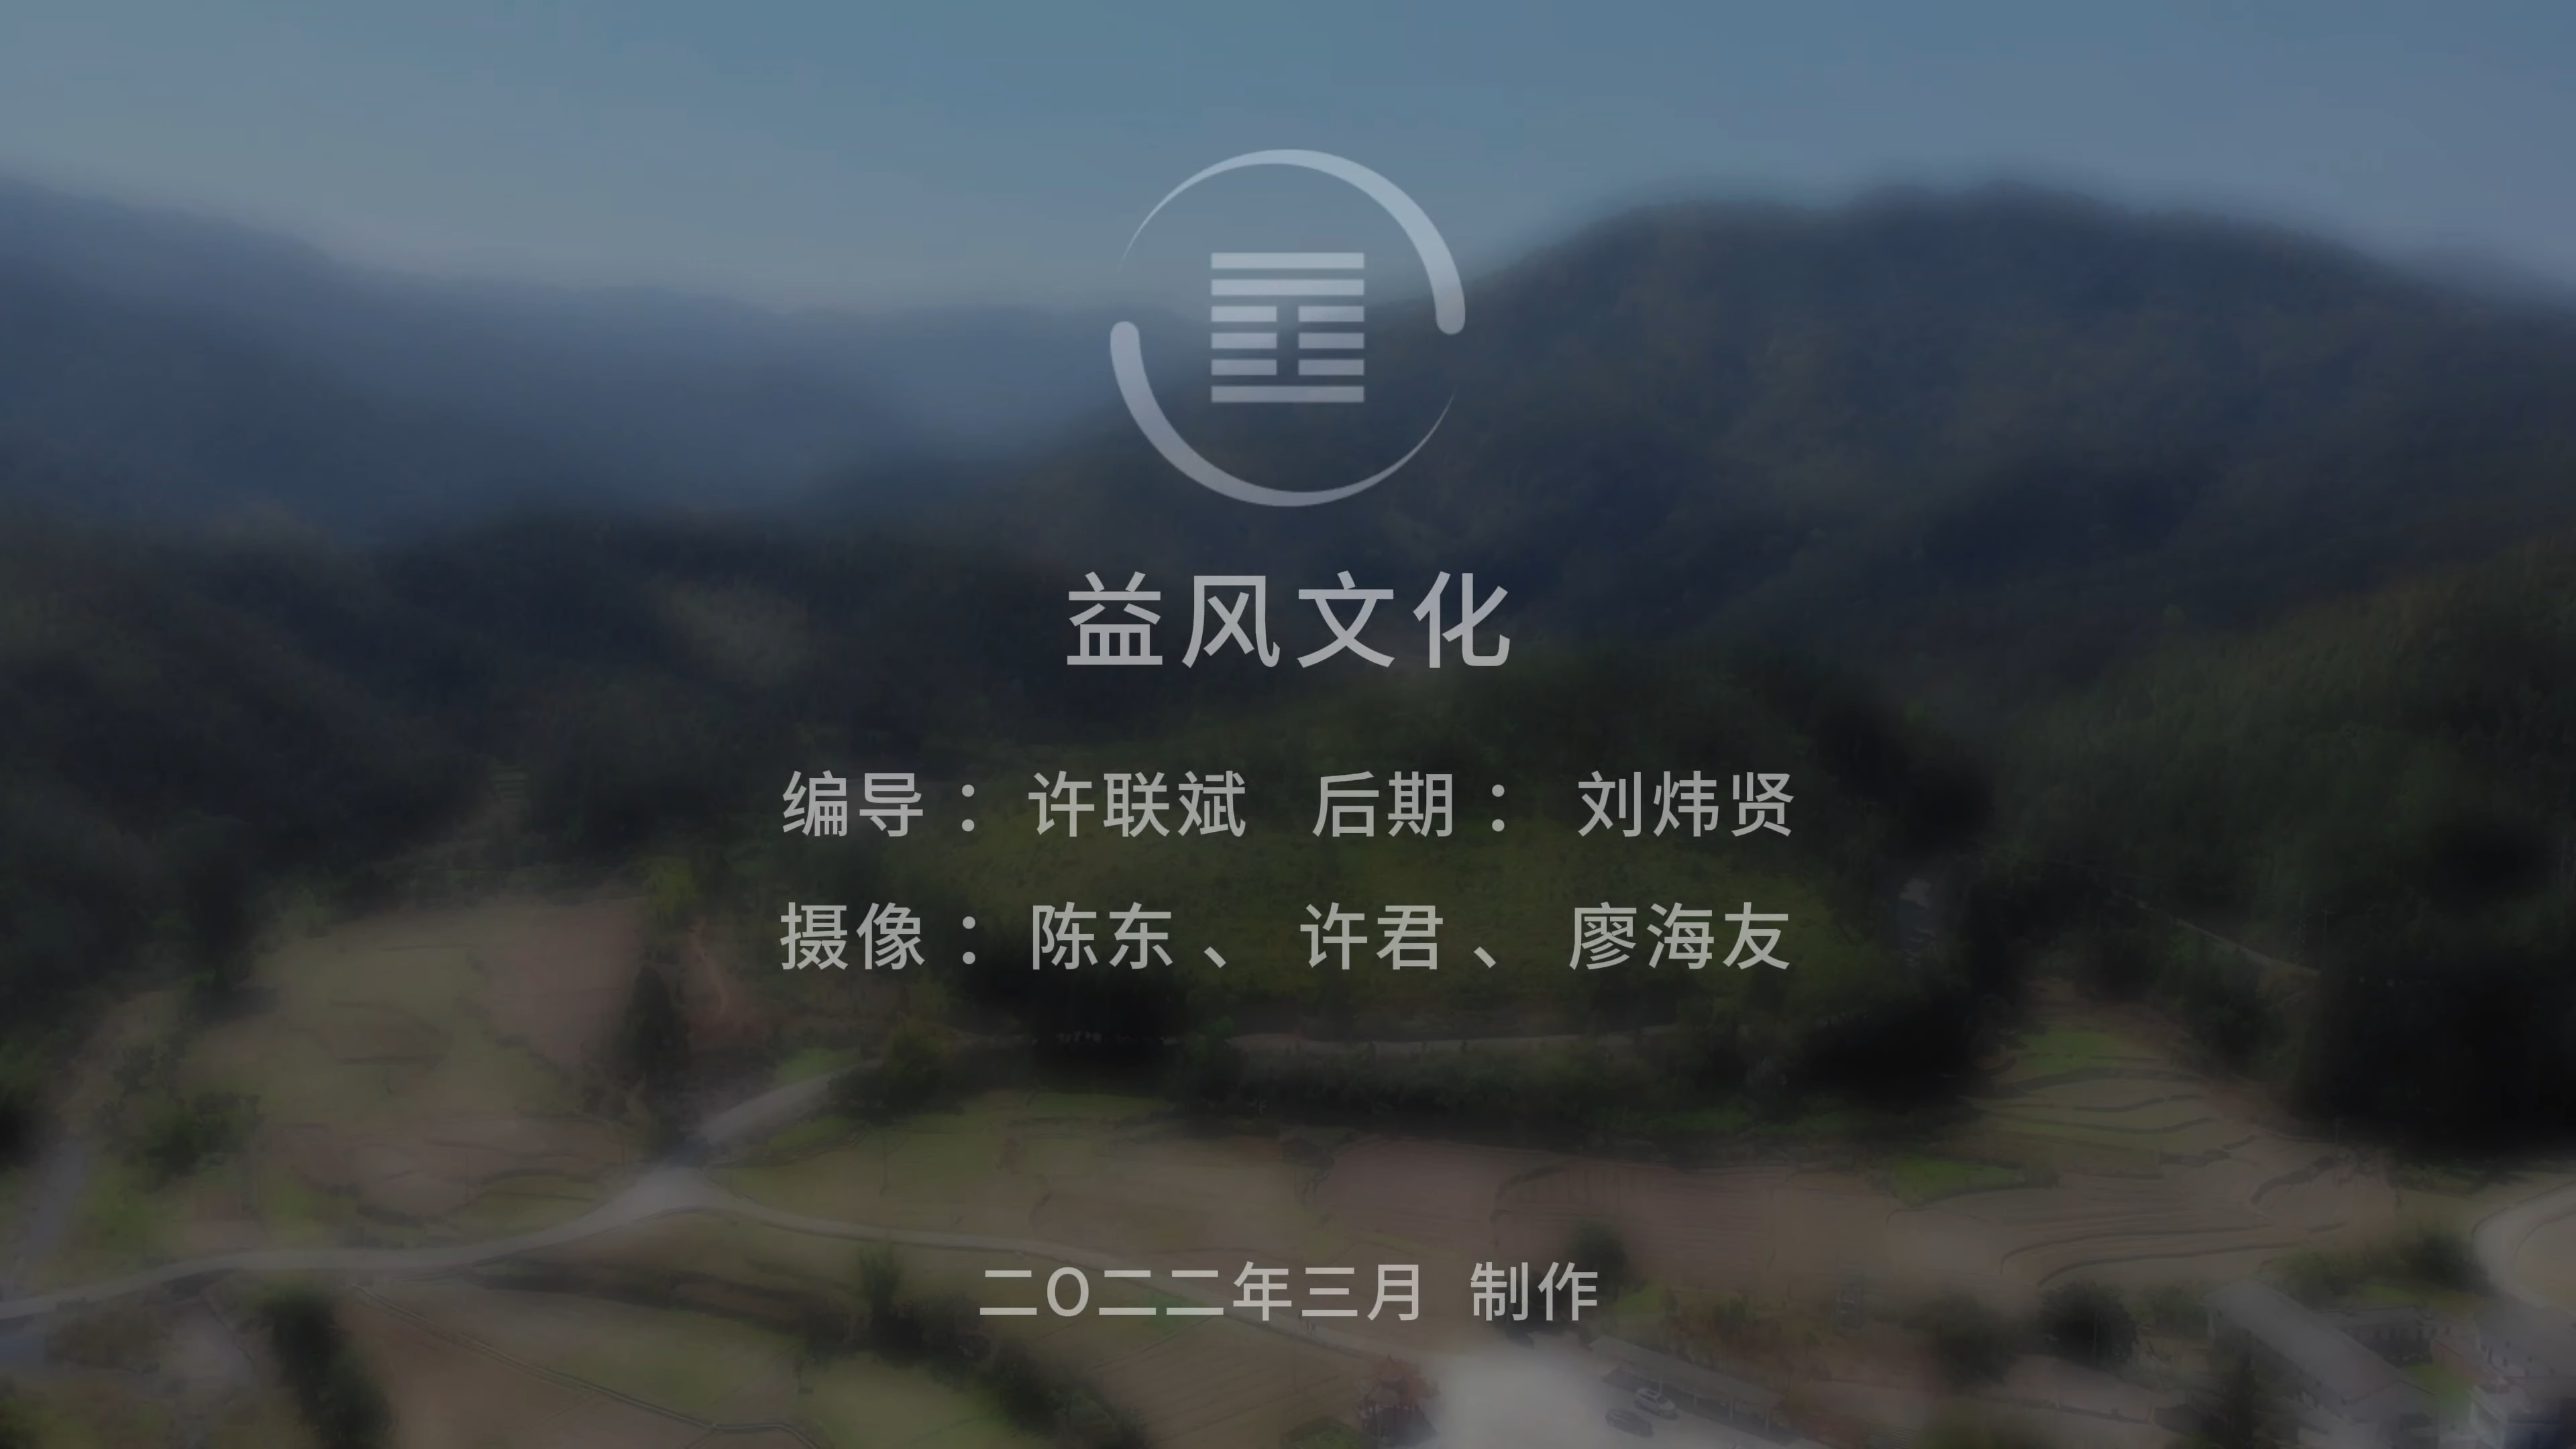 益风文化
编导：许联斌 后期：刘炜贤
摄像：陈东、许君、廖海友
二〇二二年三月 制作